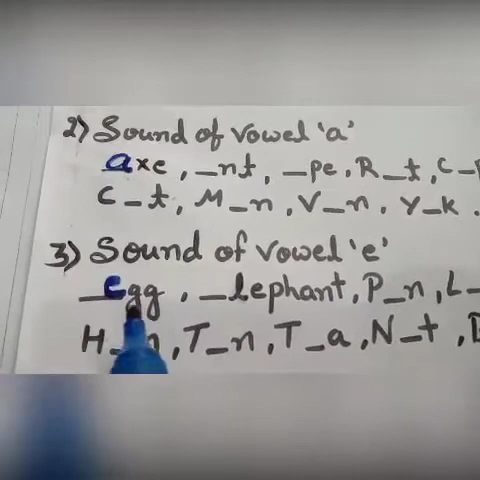 2) Sound of vowel 'a'
axe, _nt, _pe, R_t, C_p
C_t, M_n, V_n, Y_k.
3) Sound of vowel 'e'
_egg, _lephant, P_n, L_
H_n, T_n, T_a, N_t,